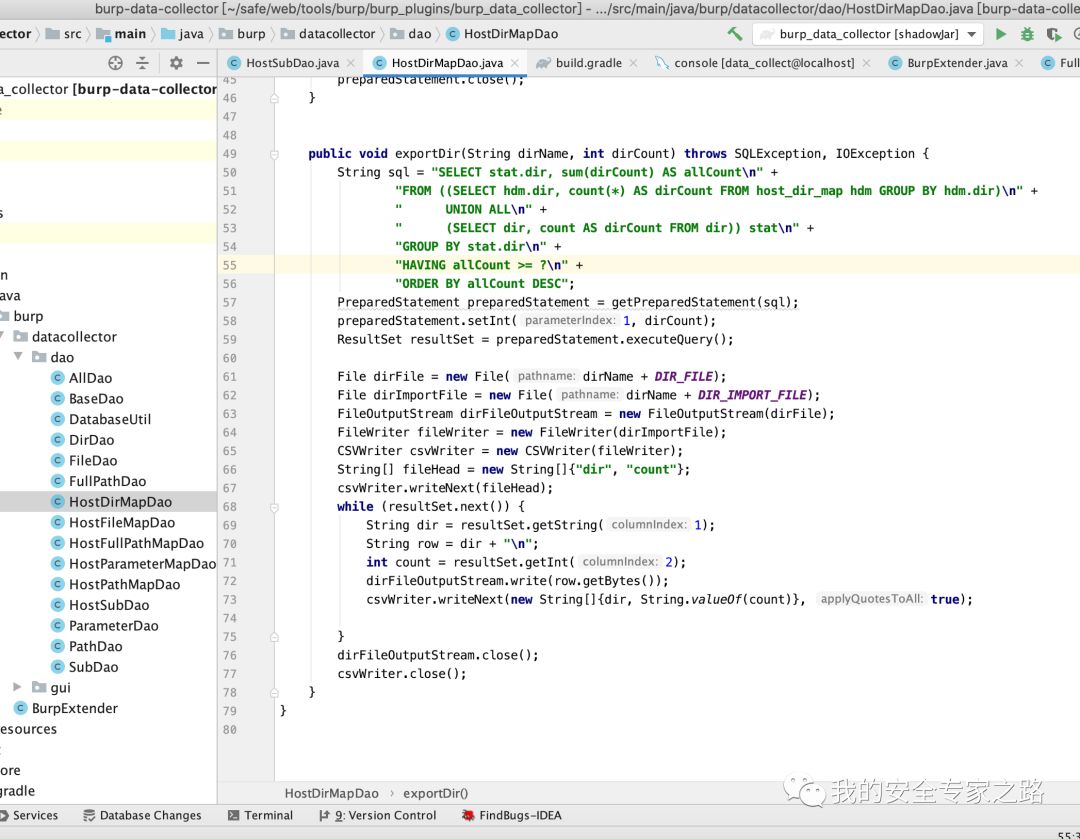 burp-data-collector [~/safe/web/tools/burp/burp_plugins/burp_data_collector] - .../src/main/java/burp/datacollector/dao/HostDirMapDao.java [burp-data-colle
ector src main java burp datacollector dao HostDirMapDao burp_data_collector [shadowJar]
HostSubDao.java HostDirMapDao.java build.gradle console [data_collect@localhost] BurpExtender.java Full
a_collector [burp-data-collector
n
ava
burp
datacollector
dao
AllDao
BaseDao
DatabaseUtil
DirDao
FileDao
FullPathDao
HostDirMapDao
HostFileMapDao
HostFullPathMapDao
HostParameterMapDao
HostPathMapDao
HostSubDao
ParameterDao
PathDao
SubDao
gui
BurpExtender
esources
ore
gradle
45 preparedStatement.close();
46 }
47
48
49 public void exportDir(String dirName, int dirCount) throws SQLException, IOException {
50 String sql = "SELECT stat.dir, sum(dirCount) AS allCount\n" +
51 "FROM ((SELECT hdm.dir, count(*) AS dirCount FROM host_dir_map hdm GROUP BY hdm.dir)\n" +
52 "      UNION ALL\n" +
53 "      (SELECT dir, count AS dirCount FROM dir)) stat\n" +
54 "GROUP BY stat.dir\n" +
55 "HAVING allCount >= ?\n" +
56 "ORDER BY allCount DESC";
57 PreparedStatement preparedStatement = getPreparedStatement(sql);
58 preparedStatement.setInt( parameterIndex: 1, dirCount);
59 ResultSet resultSet = preparedStatement.executeQuery();
60
61 File dirFile = new File( pathname: dirName + DIR_FILE);
62 File dirImportFile = new File( pathname: dirName + DIR_IMPORT_FILE);
63 FileOutputStream dirFileOutputStream = new FileOutputStream(dirFile);
64 FileWriter fileWriter = new FileWriter(dirImportFile);
65 CSVWriter csvWriter = new CSVWriter(fileWriter);
66 String[] fileHead = new String[]{"dir", "count"};
67 csvWriter.writeNext(fileHead);
68 while (resultSet.next()) {
69 String dir = resultSet.getString( columnIndex: 1);
70 String row = dir + "\n";
71 int count = resultSet.getInt( columnIndex: 2);
72 dirFileOutputStream.write(row.getBytes());
73 csvWriter.writeNext(new String[]{dir, String.valueOf(count)}, applyQuotesToAll: true);
74
75 }
76 dirFileOutputStream.close();
77 csvWriter.close();
78 }
79 }
80
HostDirMapDao › exportDir()
我的安全专家之路
Services Database Changes Terminal 9: Version Control FindBugs-IDEA